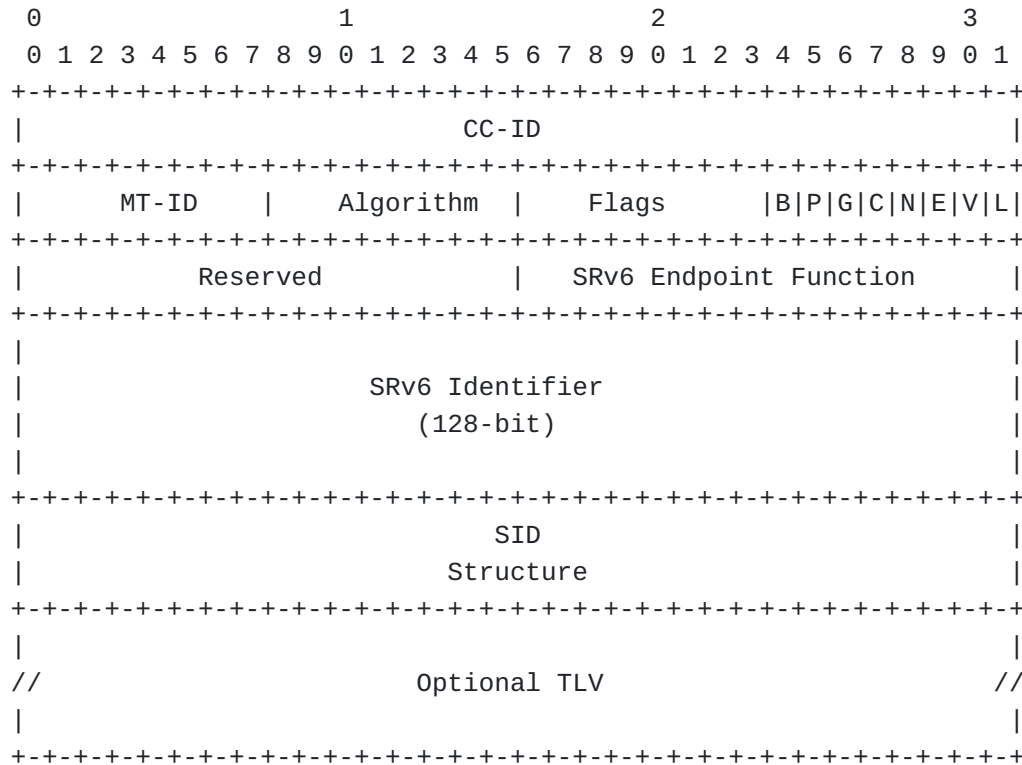 0                   1                   2                   3
 0 1 2 3 4 5 6 7 8 9 0 1 2 3 4 5 6 7 8 9 0 1 2 3 4 5 6 7 8 9 0 1
+-+-+-+-+-+-+-+-+-+-+-+-+-+-+-+-+-+-+-+-+-+-+-+-+-+-+-+-+-+-+-+-+
|                            CC-ID                              |
+-+-+-+-+-+-+-+-+-+-+-+-+-+-+-+-+-+-+-+-+-+-+-+-+-+-+-+-+-+-+-+-+
|      MT-ID    |    Algorithm  |    Flags      |B|P|G|C|N|E|V|L|
+-+-+-+-+-+-+-+-+-+-+-+-+-+-+-+-+-+-+-+-+-+-+-+-+-+-+-+-+-+-+-+-+
|           Reserved            |   SRv6 Endpoint Function      |
+-+-+-+-+-+-+-+-+-+-+-+-+-+-+-+-+-+-+-+-+-+-+-+-+-+-+-+-+-+-+-+-+
|                                                               |
|                      SRv6 Identifier                          |
|                         (128-bit)                             |
|                                                               |
+-+-+-+-+-+-+-+-+-+-+-+-+-+-+-+-+-+-+-+-+-+-+-+-+-+-+-+-+-+-+-+-+
|                              SID                              |
|                           Structure                           |
+-+-+-+-+-+-+-+-+-+-+-+-+-+-+-+-+-+-+-+-+-+-+-+-+-+-+-+-+-+-+-+-+
|                                                               |
//                        Optional TLV                         //
|                                                               |
+-+-+-+-+-+-+-+-+-+-+-+-+-+-+-+-+-+-+-+-+-+-+-+-+-+-+-+-+-+-+-+-+